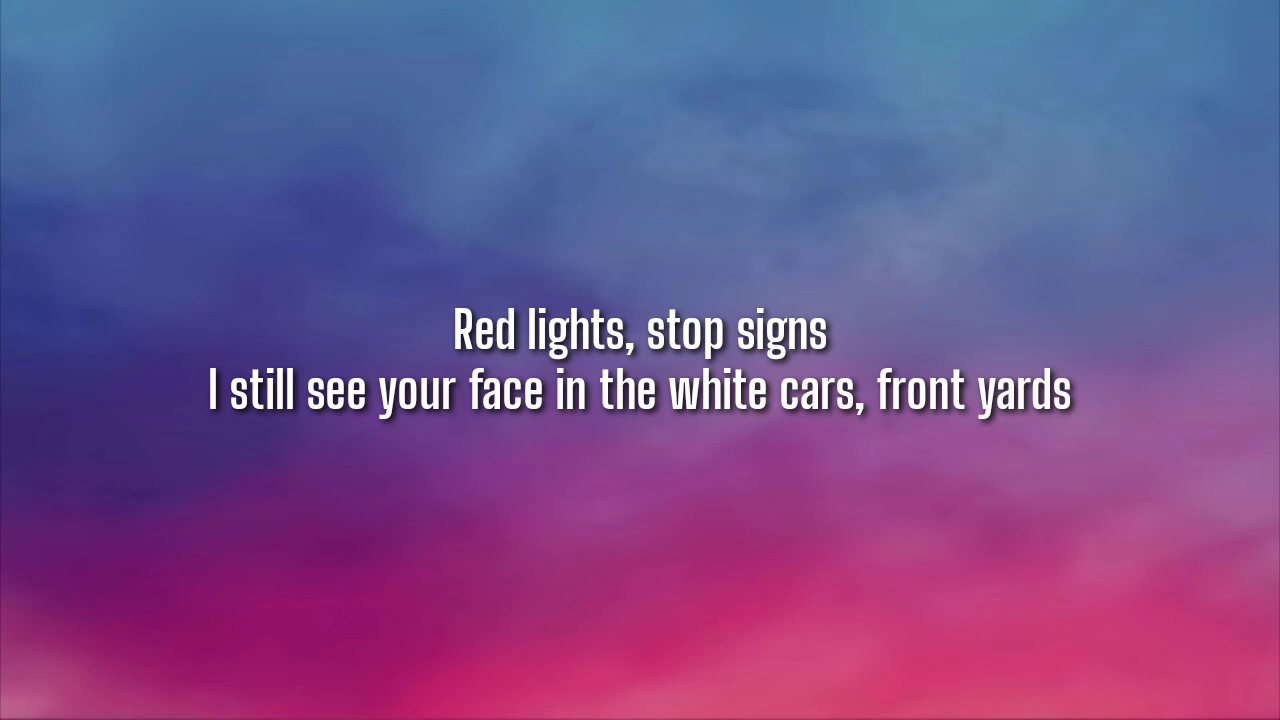 Red lights, stop signs
I still see your face in the white cars, front yards